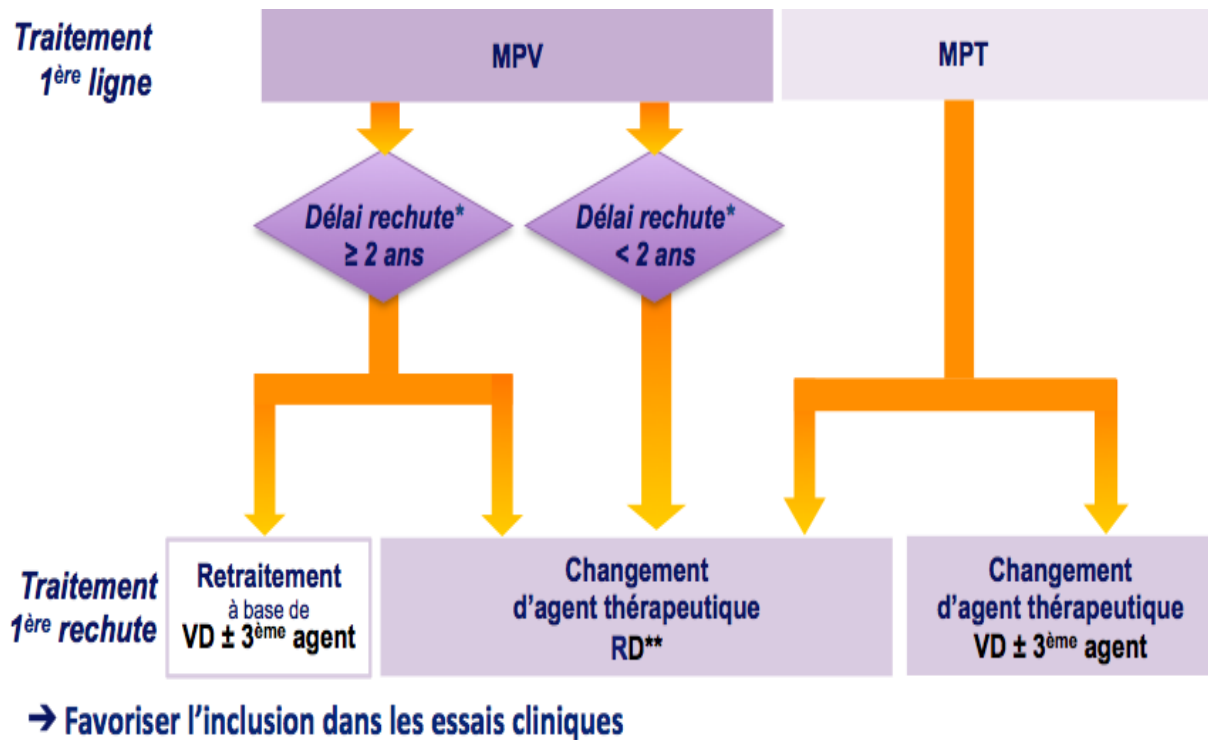 Traitement
1ère ligne
MPV
MPT
Délai rechute*
≥ 2 ans
Délai rechute*
< 2 ans
Traitement
1ère rechute
Retraitement
à base de
VD ± 3ème agent
Changement
d'agent thérapeutique
RD**
Changement
d'agent thérapeutique
VD ± 3ème agent
➔ Favoriser l'inclusion dans les essais cliniques